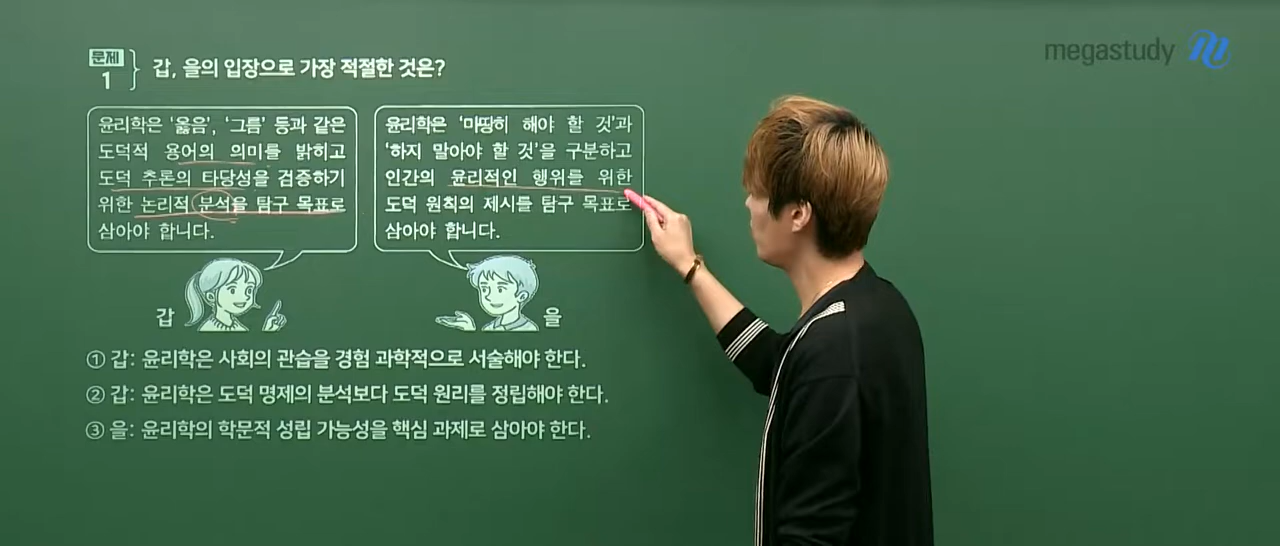 megastudy
문제
1
갑, 을의 입장으로 가장 적절한 것은?
윤리학은 '옳음', '그름' 등과 같은
도덕적 용어의 의미를 밝히고
도덕 추론의 타당성을 검증하기
위한 논리적 분석을 탐구 목표로
삼아야 합니다.
윤리학은 '마땅히 해야 할 것'과
'하지 말아야 할 것'을 구분하고
인간의 윤리적인 행위를 위한
도덕 원칙의 제시를 탐구 목표로
삼아야 합니다.
갑
을
① 갑: 윤리학은 사회의 관습을 경험 과학적으로 서술해야 한다.
② 갑: 윤리학은 도덕 명제의 분석보다 도덕 원리를 정립해야 한다.
③ 을: 윤리학의 학문적 성립 가능성을 핵심 과제로 삼아야 한다.